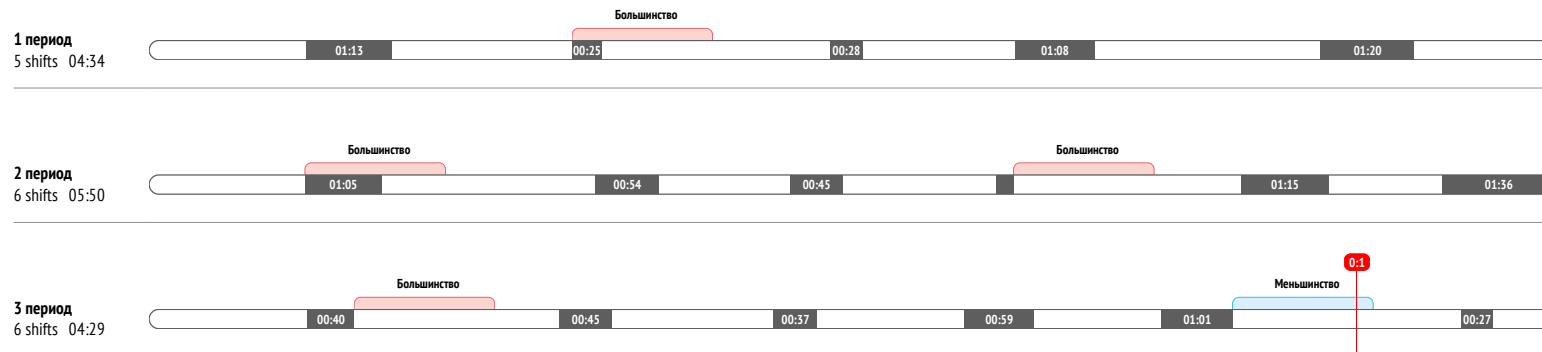 Большинство
1 период
5 shifts 04:34
01:13 00:25 00:28 01:08 01:20
Большинство Большинство
2 период
6 shifts 05:50
01:05 00:54 00:45 01:15 01:36
0:1
Большинство Меньшинство
3 период
6 shifts 04:29
00:40 00:45 00:37 00:59 01:01 00:27